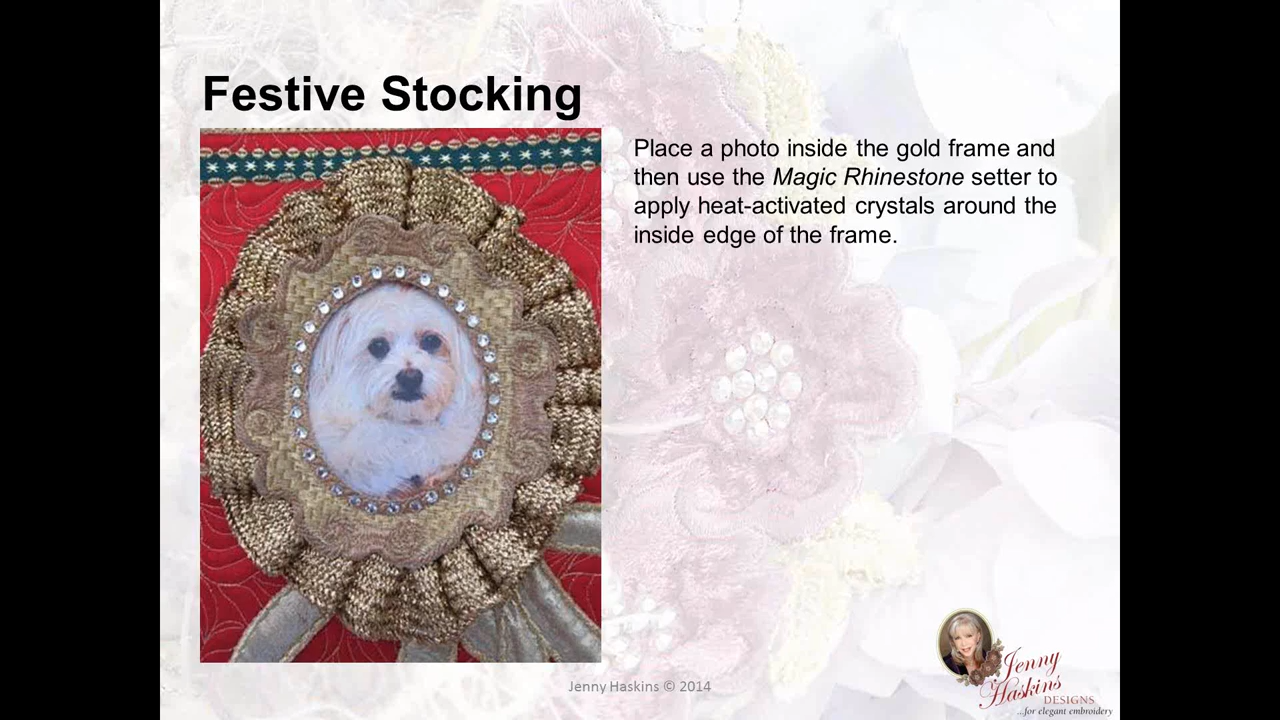 Festive Stocking
Place a photo inside the gold frame and
then use the Magic Rhinestone setter to
apply heat-activated crystals around the
inside edge of the frame.
Jenny Haskins © 2014
Jenny
Haskins
DESIGNS
...for elegant embroidery